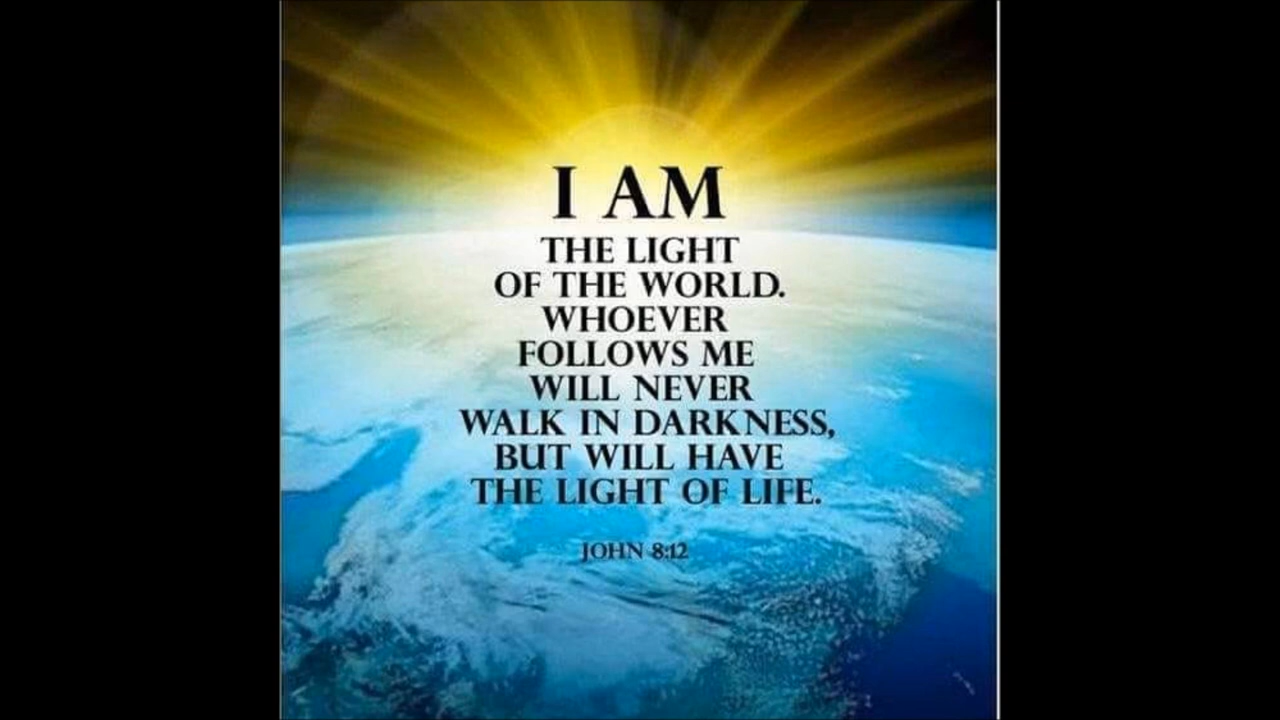 I AM
THE LIGHT
OF THE WORLD.
WHOEVER
FOLLOWS ME
WILL NEVER
WALK IN DARKNESS,
BUT WILL HAVE
THE LIGHT OF LIFE.
JOHN 8:12